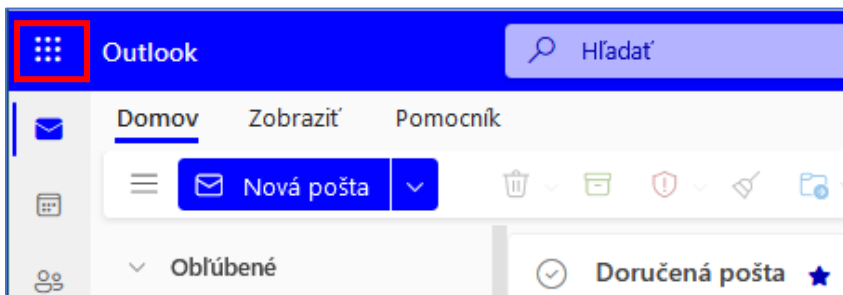 Outlook Hľadať
Domov Zobraziť Pomocník
Nová pošta
Obľúbené Doručená pošta